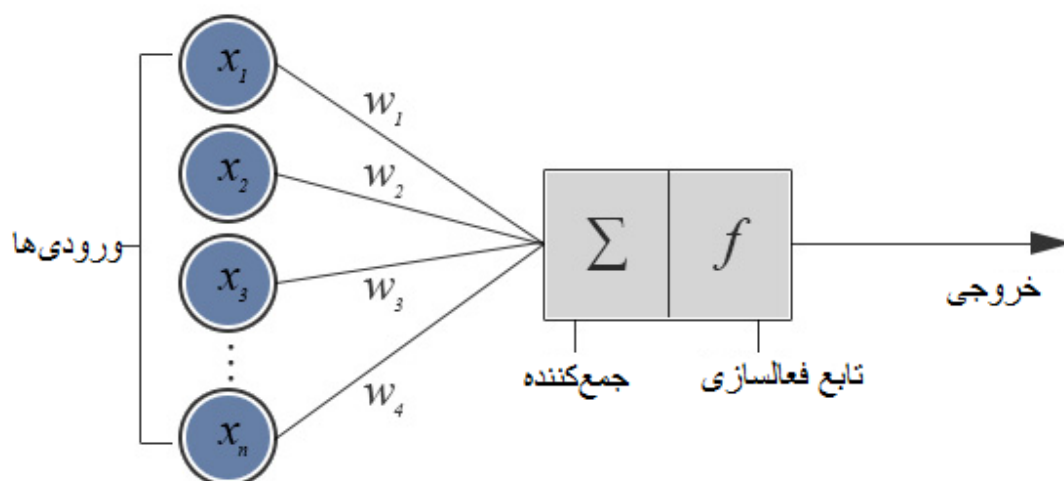 x₁
w₁
x₂
w₂
ورودی‌ها
∑ f
x₃
w₃
خروجی
جمع‌کننده
تابع فعالسازی
w₄
xₙ